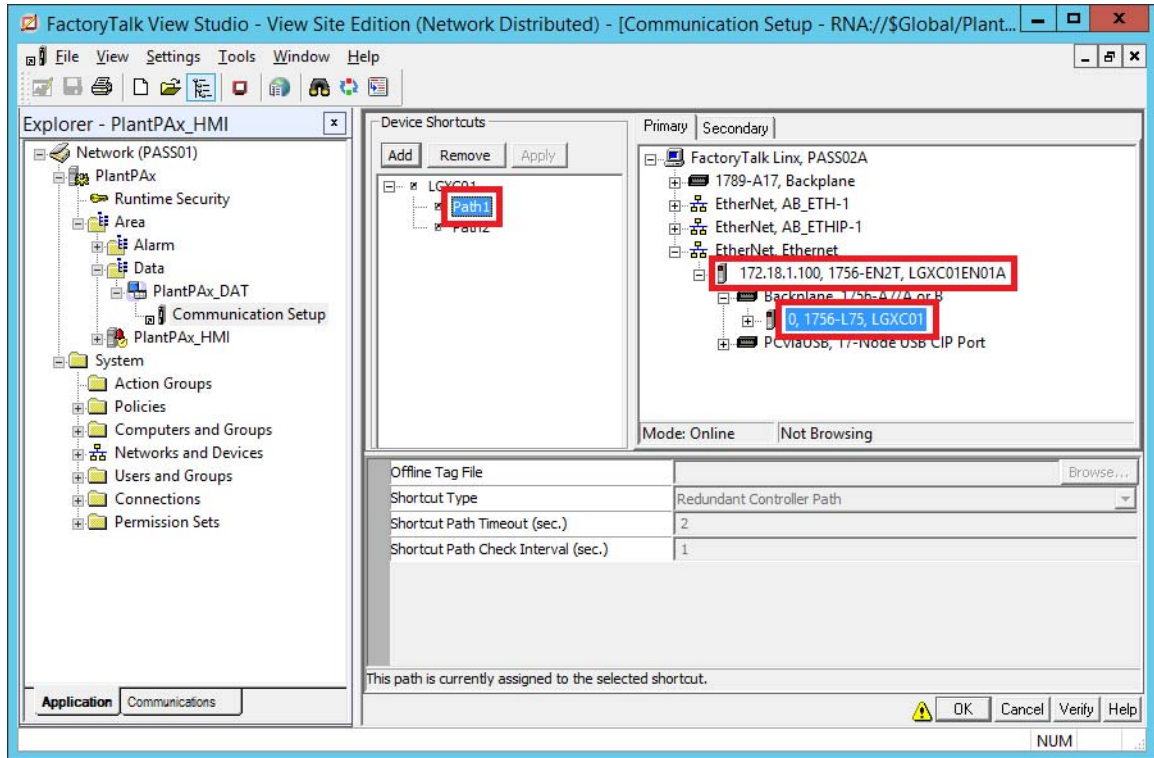 FactoryTalk View Studio - View Site Edition (Network Distributed) - [Communication Setup - RNA://$Global/Plant...
File View Settings Tools Window Help
Explorer - PlantPAx_HMI
Network (PASS01)
PlantPAx
Runtime Security
Area
Alarm
Data
PlantPAx_DAT
Communication Setup
PlantPAx_HMI
System
Action Groups
Policies
Computers and Groups
Networks and Devices
Users and Groups
Connections
Permission Sets
Application Communications
Device Shortcuts
Add Remove Apply
LGXC01
Path1
Path2
Primary Secondary
FactoryTalk Linx, PASS02A
1789-A17, Backplane
EtherNet, AB_ETH-1
EtherNet, AB_ETHIP-1
EtherNet, Ethernet
172.18.1.100, 1756-EN2T, LGXC01EN01A
Backplane, 1756-A7/A or B
0, 1756-L75, LGXC01
PCviaUSB, 17-Node USB CIP Port
Mode: Online Not Browsing
Offline Tag File Browse...
Shortcut Type Redundant Controller Path
Shortcut Path Timeout (sec.) 2
Shortcut Path Check Interval (sec.) 1
This path is currently assigned to the selected shortcut.
OK Cancel Verify Help
NUM